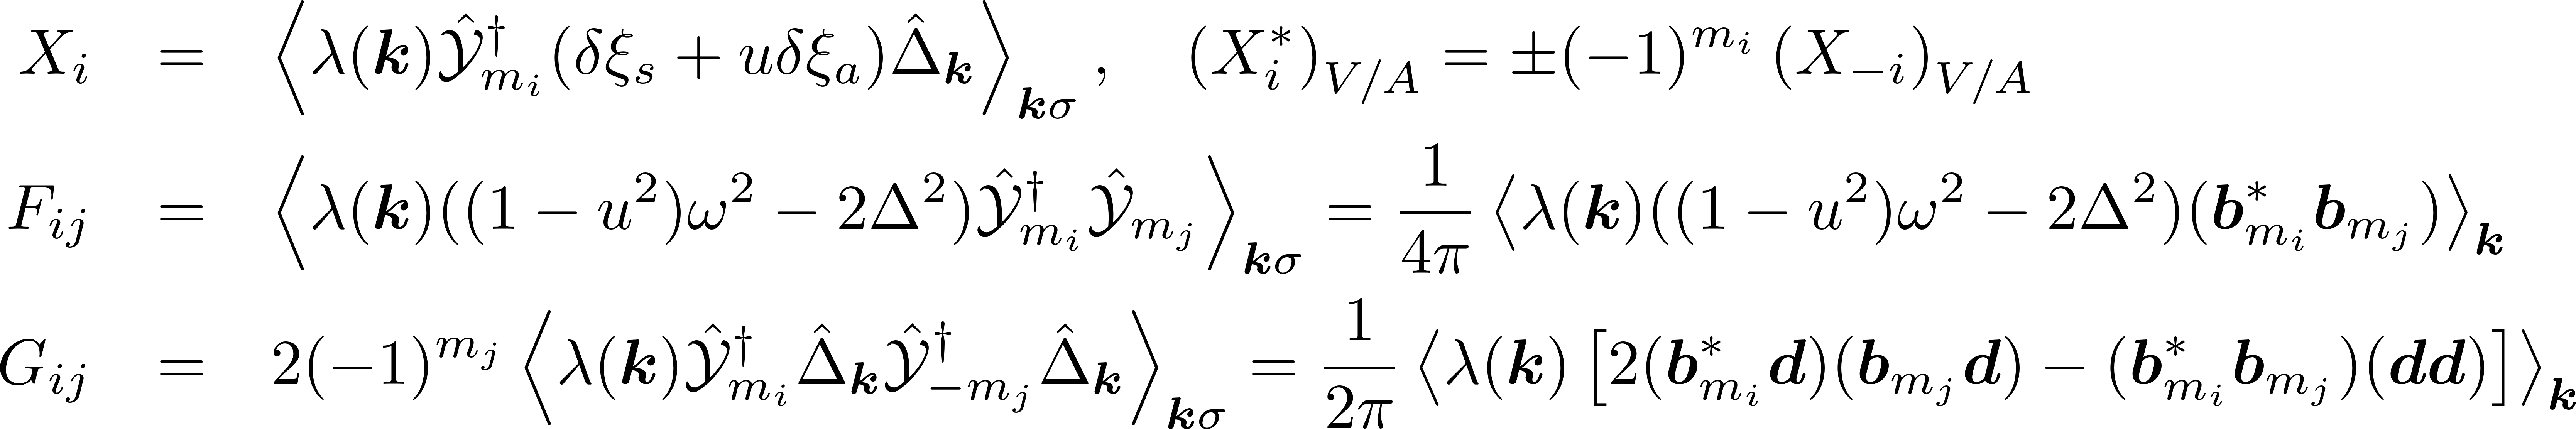 $X_i = \left\langle \lambda(\boldsymbol{k}) \hat{\mathcal{Y}}^{\dagger}_{m_i} (\delta\xi_s + u\delta\xi_a) \hat{\Delta}_{\boldsymbol{k}} \right\rangle_{\boldsymbol{k}\sigma}, \quad (X_i^*)_{V/A} = \pm(-1)^{m_i} (X_{-i})_{V/A}$
$F_{ij} = \left\langle \lambda(\boldsymbol{k})((1-u^2)\omega^2 - 2\Delta^2) \hat{\mathcal{Y}}^{\dagger}_{m_i} \hat{\mathcal{Y}}_{m_j} \right\rangle_{\boldsymbol{k}\sigma} = \frac{1}{4\pi} \left\langle \lambda(\boldsymbol{k})((1-u^2)\omega^2 - 2\Delta^2)(\boldsymbol{b}^*_{m_i} \boldsymbol{b}_{m_j}) \right\rangle_{\boldsymbol{k}}$
$G_{ij} = 2(-1)^{m_j} \left\langle \lambda(\boldsymbol{k}) \hat{\mathcal{Y}}^{\dagger}_{m_i} \hat{\Delta}_{\boldsymbol{k}} \hat{\mathcal{Y}}^{\dagger}_{-m_j} \hat{\Delta}_{\boldsymbol{k}} \right\rangle_{\boldsymbol{k}\sigma} = \frac{1}{2\pi} \left\langle \lambda(\boldsymbol{k}) \left[ 2(\boldsymbol{b}^*_{m_i} \boldsymbol{d})(\boldsymbol{b}_{m_j} \boldsymbol{d}) - (\boldsymbol{b}^*_{m_i} \boldsymbol{b}_{m_j})(\boldsymbol{d}\boldsymbol{d}) \right] \right\rangle_{\boldsymbol{k}}$